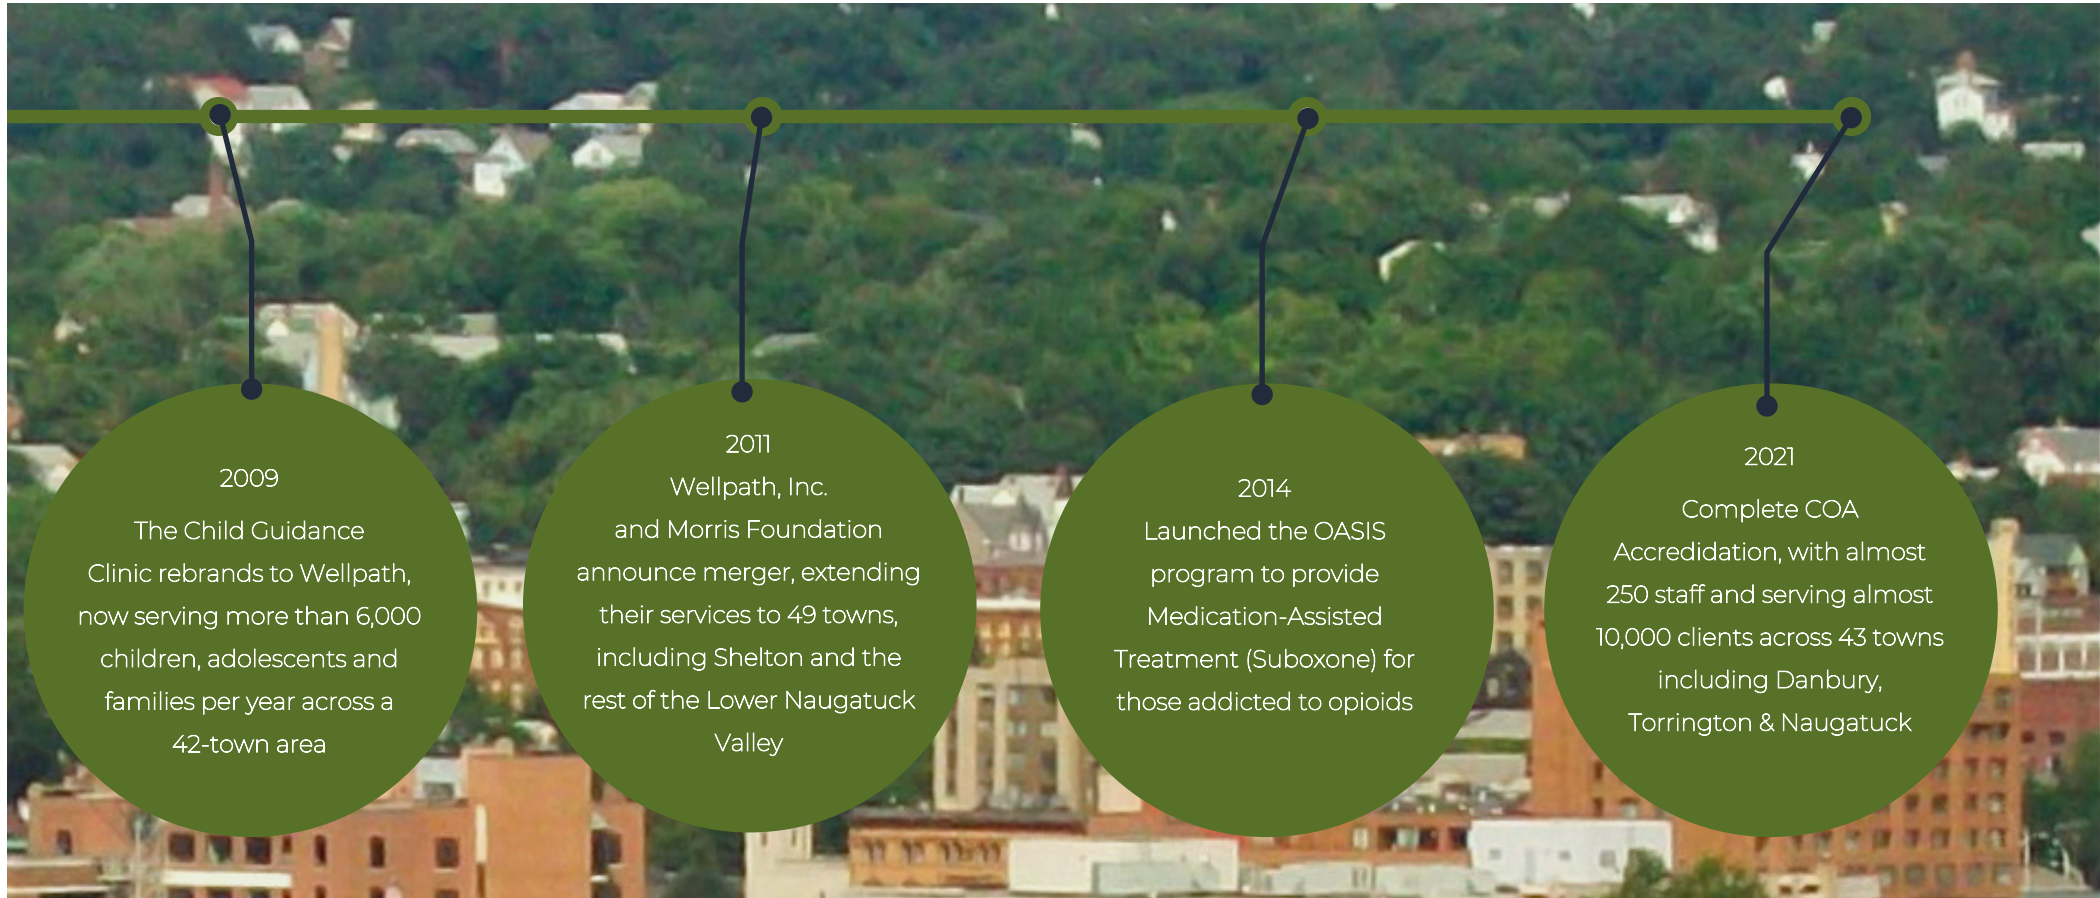 2009
The Child Guidance
Clinic rebrands to Wellpath,
now serving more than 6,000
children, adolescents and
families per year across a
42-town area
2011
Wellpath, Inc.
and Morris Foundation
announce merger, extending
their services to 49 towns,
including Shelton and the
rest of the Lower Naugatuck
Valley
2014
Launched the OASIS
program to provide
Medication-Assisted
Treatment (Suboxone) for
those addicted to opioids
2021
Complete COA
Accredidation, with almost
250 staff and serving almost
10,000 clients across 43 towns
including Danbury,
Torrington & Naugatuck